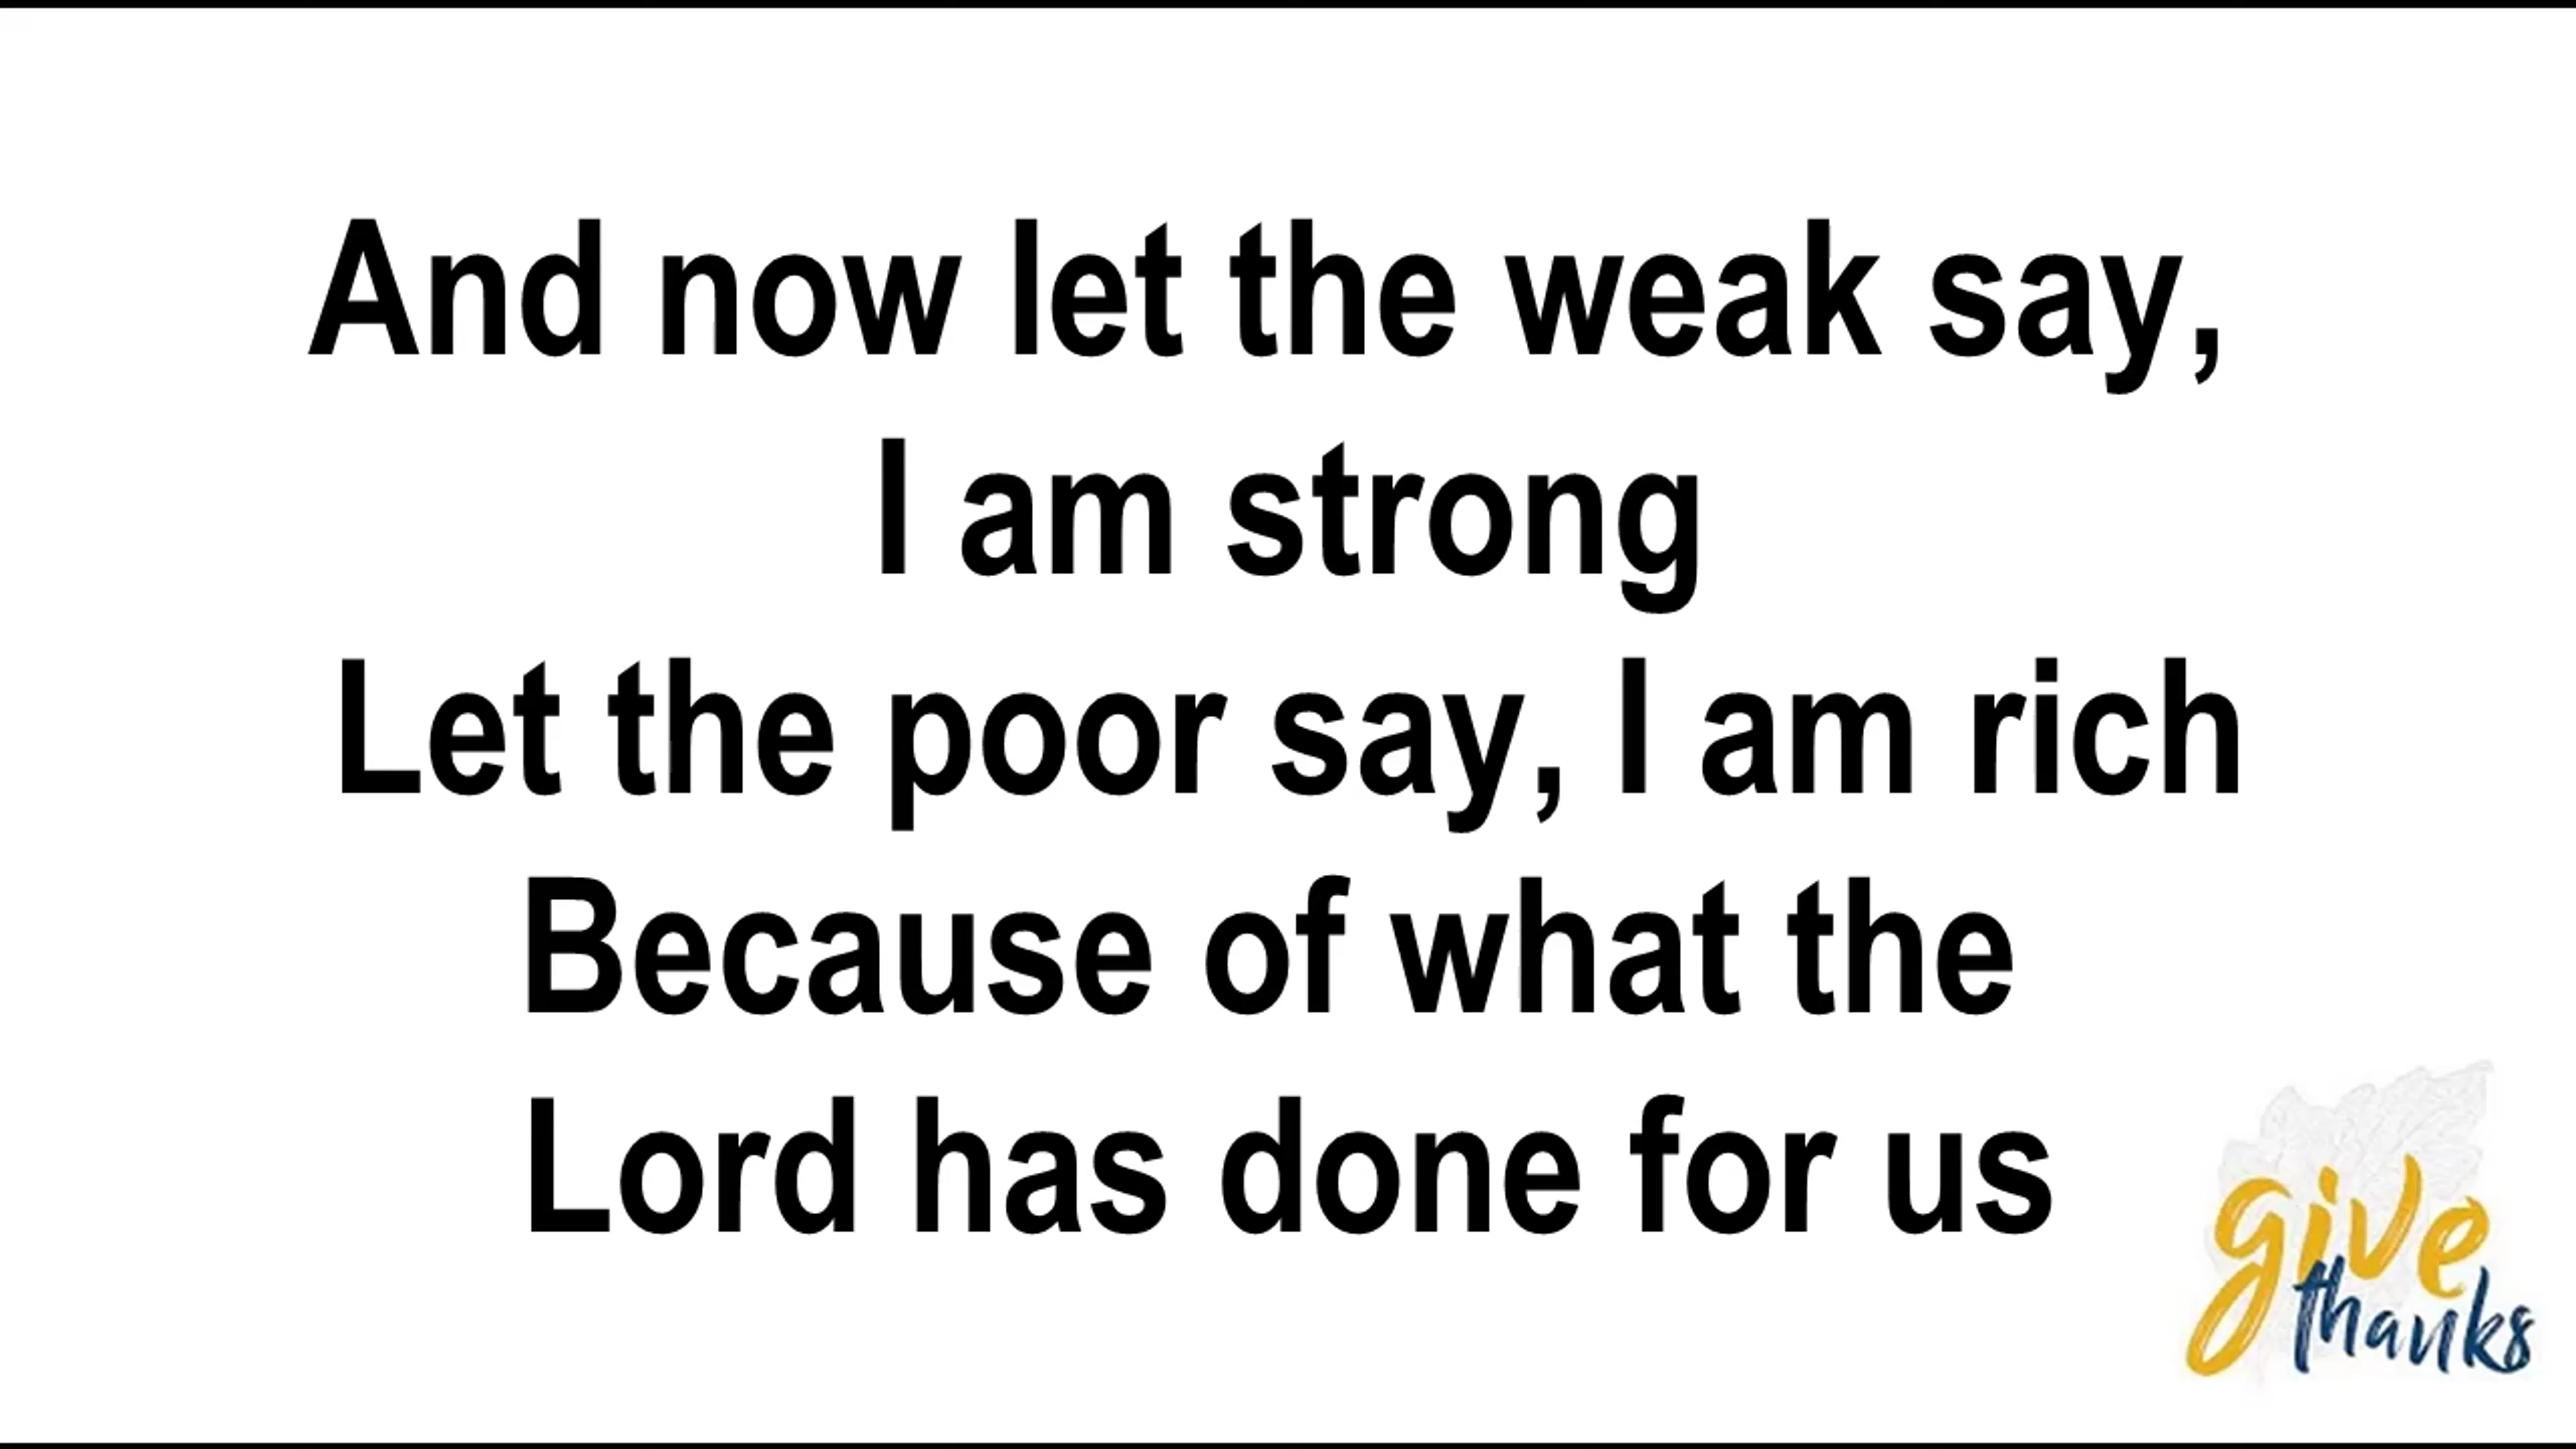 And now let the weak say,
I am strong
Let the poor say, I am rich
Because of what the
Lord has done for us
give
thanks